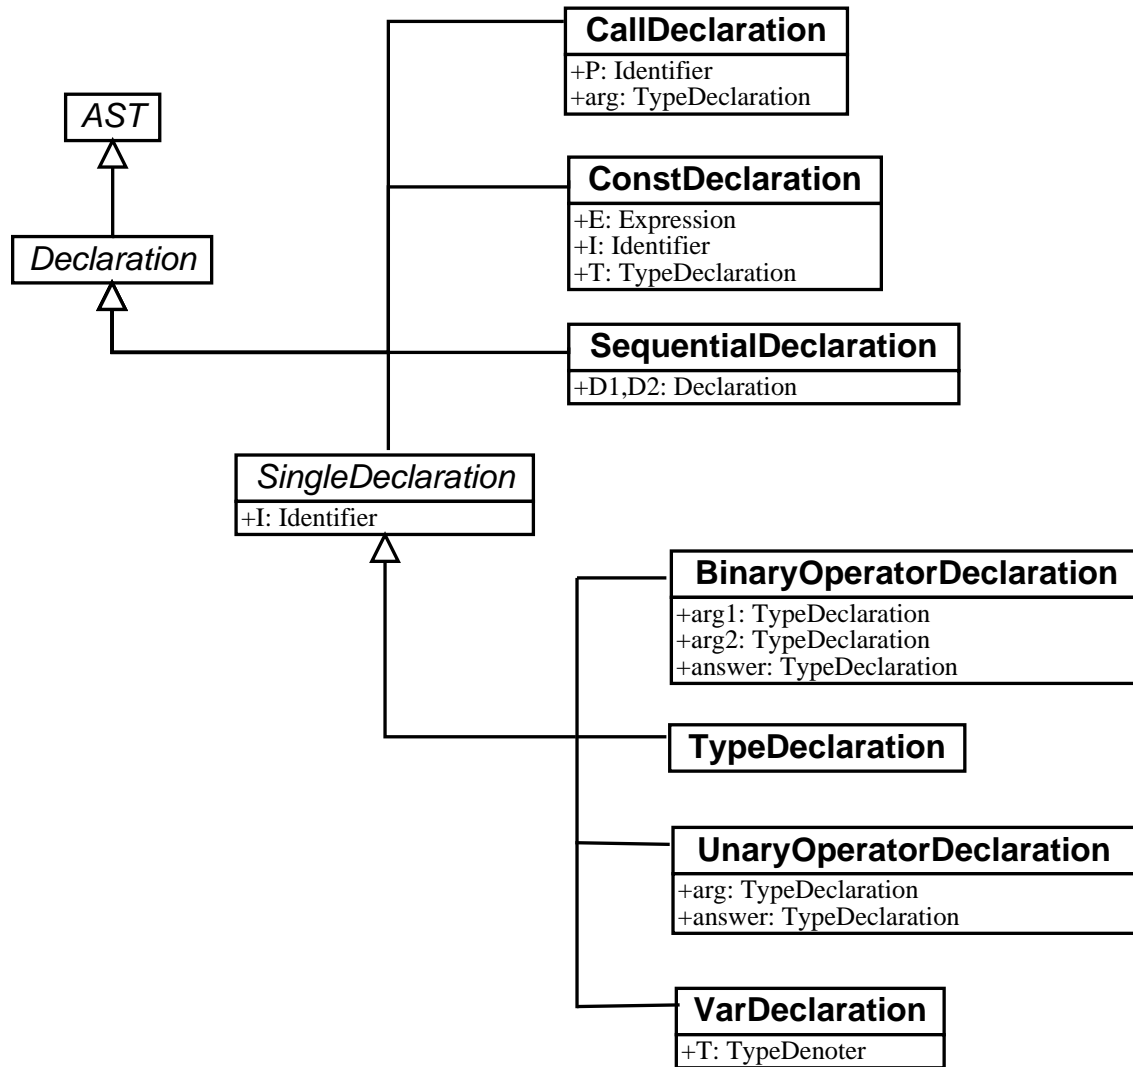 CallDeclaration
+P: Identifier
+arg: TypeDeclaration
AST
ConstDeclaration
+E: Expression
+I: Identifier
+T: TypeDeclaration
Declaration
SequentialDeclaration
+D1,D2: Declaration
SingleDeclaration
+I: Identifier
BinaryOperatorDeclaration
+arg1: TypeDeclaration
+arg2: TypeDeclaration
+answer: TypeDeclaration
TypeDeclaration
UnaryOperatorDeclaration
+arg: TypeDeclaration
+answer: TypeDeclaration
VarDeclaration
+T: TypeDenoter